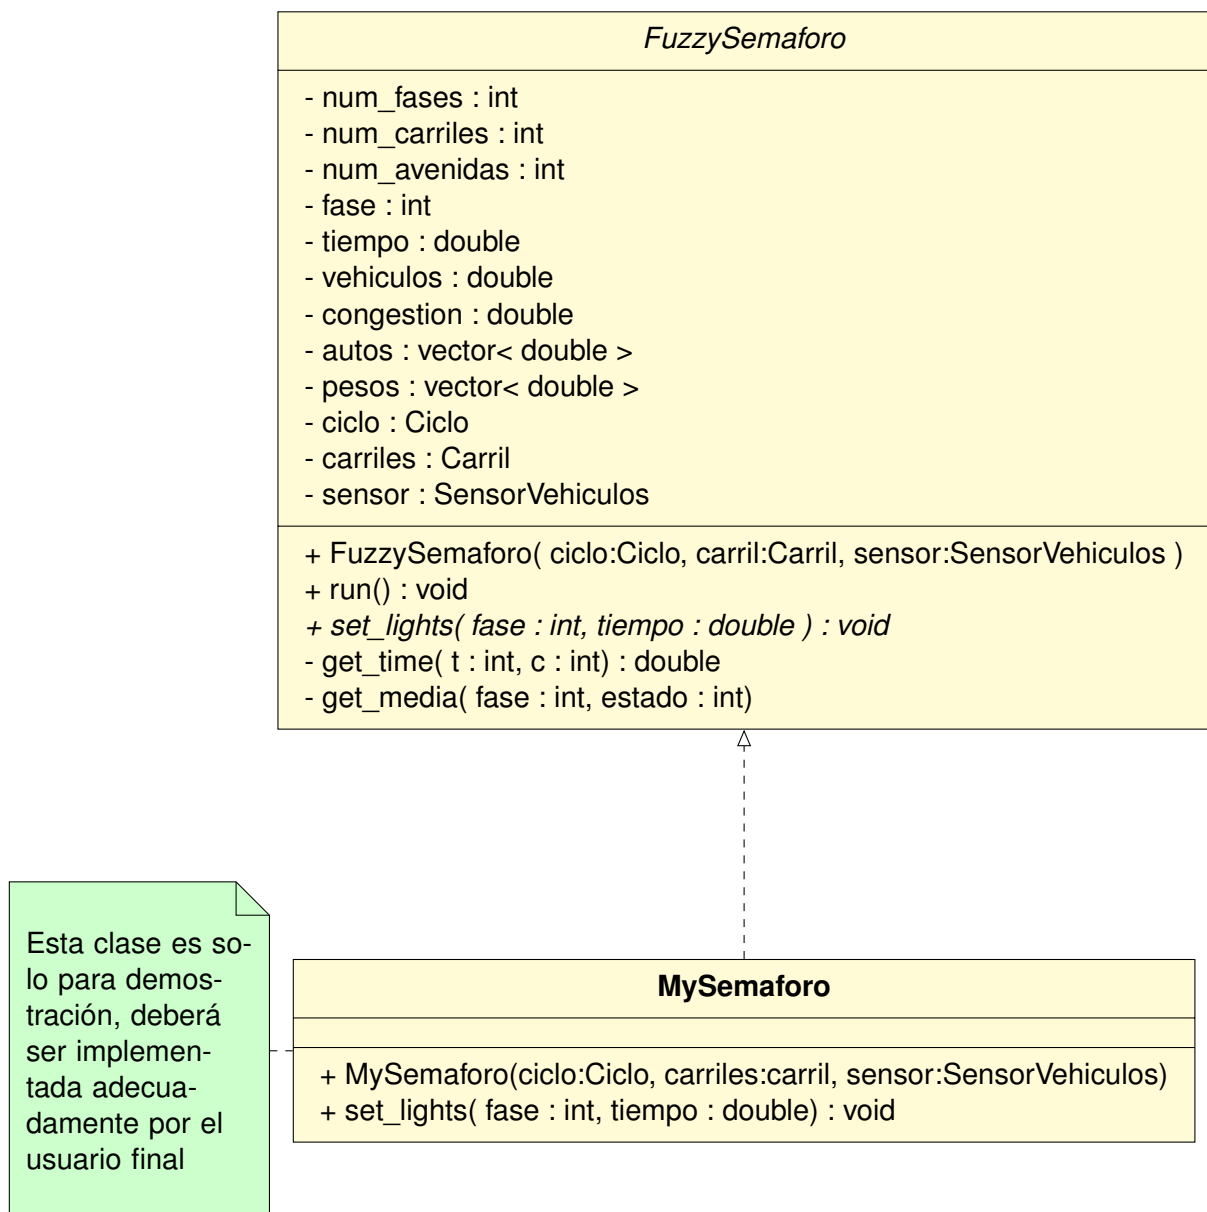 FuzzySemaforo
- num_fases : int
- num_carriles : int
- num_avenidas : int
- fase : int
- tiempo : double
- vehiculos : double
- congestion : double
- autos : vector< double >
- pesos : vector< double >
- ciclo : Ciclo
- carriles : Carril
- sensor : SensorVehiculos
+ FuzzySemaforo( ciclo:Ciclo, carril:Carril, sensor:SensorVehiculos )
+ run() : void
+ set_lights( fase : int, tiempo : double ) : void
- get_time( t : int, c : int) : double
- get_media( fase : int, estado : int)
Esta clase es so-
lo para demos-
tración, deberá
ser implemen-
tada adecua-
damente por el
usuario final
MySemaforo
+ MySemaforo(ciclo:Ciclo, carriles:carril, sensor:SensorVehiculos)
+ set_lights( fase : int, tiempo : double) : void